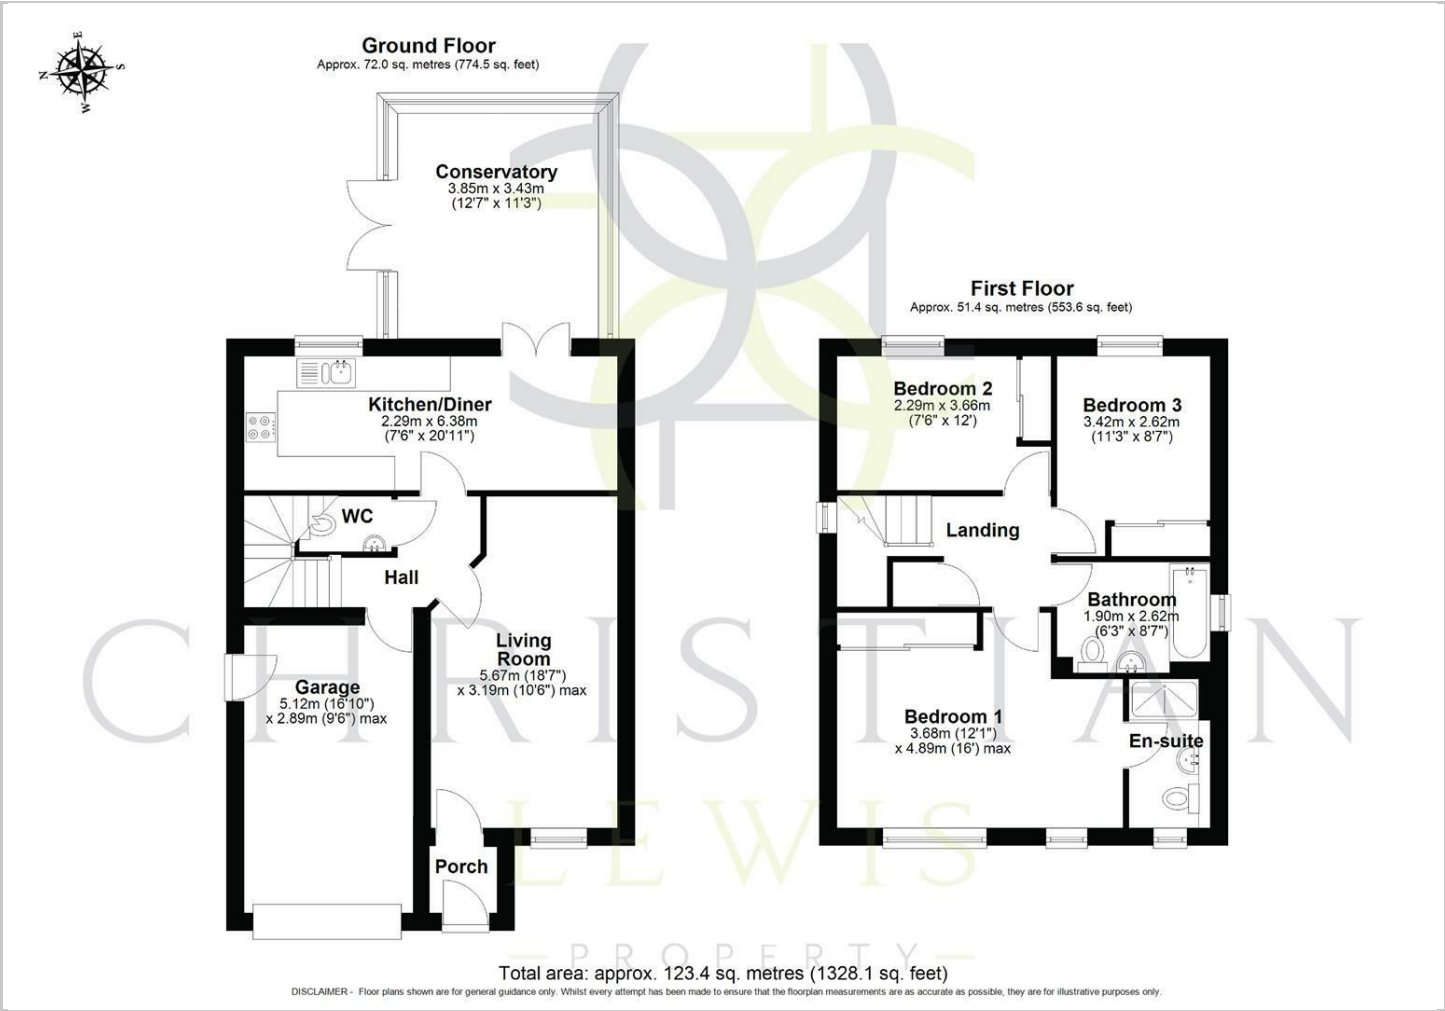 E
N
S
W
Ground Floor
Approx. 72.0 sq. metres (774.5 sq. feet)
Conservatory
3.85m x 3.43m
(12'7" x 11'3")
Kitchen/Diner
2.29m x 6.38m
(7'6" x 20'11")
WC
Hall
Living
Room
5.67m (18'7")
x 3.19m (10'6") max
Garage
5.12m (16'10")
x 2.89m (9'6") max
Porch
First Floor
Approx. 51.4 sq. metres (553.6 sq. feet)
Bedroom 2
2.29m x 3.66m
(7'6" x 12')
Bedroom 3
3.42m x 2.62m
(11'3" x 8'7")
Landing
Bathroom
1.90m x 2.62m
(6'3" x 8'7")
Bedroom 1
3.68m (12'1")
x 4.89m (16') max
En-suite
CHRISTIAN
LEWIS
PROPERTY
Total area: approx. 123.4 sq. metres (1328.1 sq. feet)
DISCLAIMER - Floor plans shown are for general guidance only. Whilst every attempt has been made to ensure that the floorplan measurements are as accurate as possible, they are for illustrative purposes only.